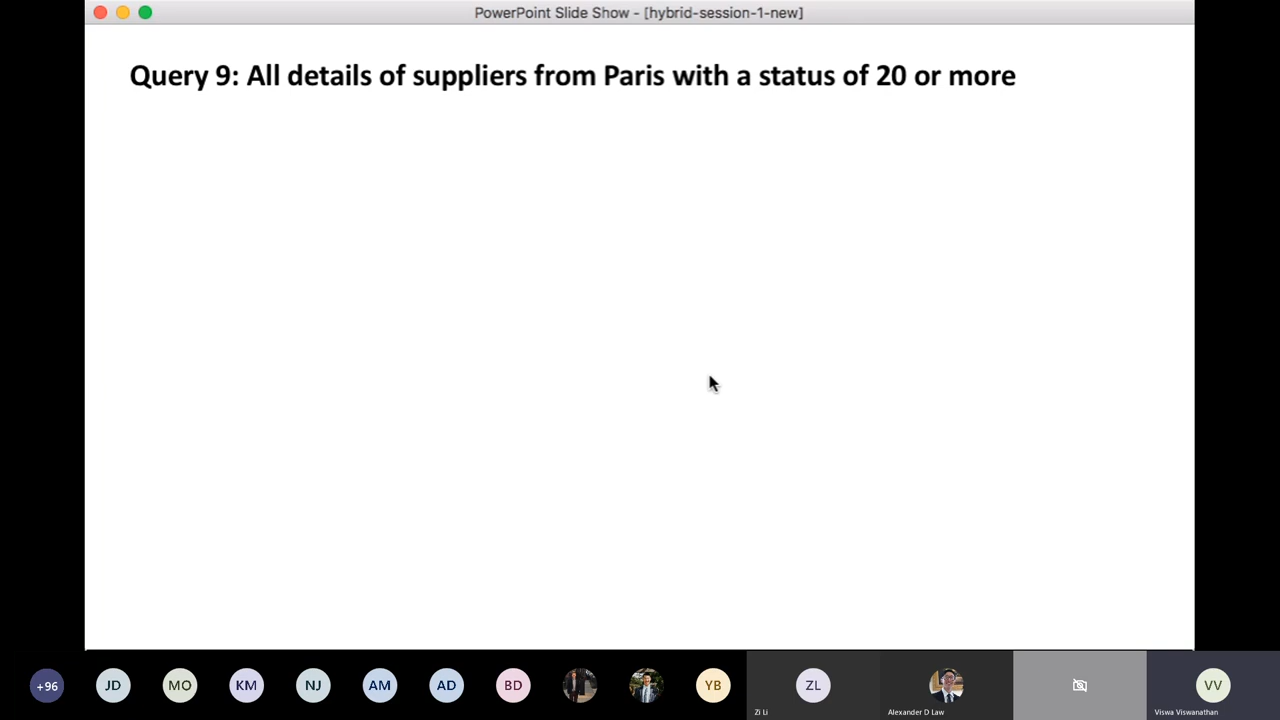 PowerPoint Slide Show - [hybrid-session-1-new]
Query 9: All details of suppliers from Paris with a status of 20 or more
+96
JD
MO
KM
NJ
AM
AD
BD
YB
ZL
VV
Zi Li
Alexander D Law
Viswa Viswanathan